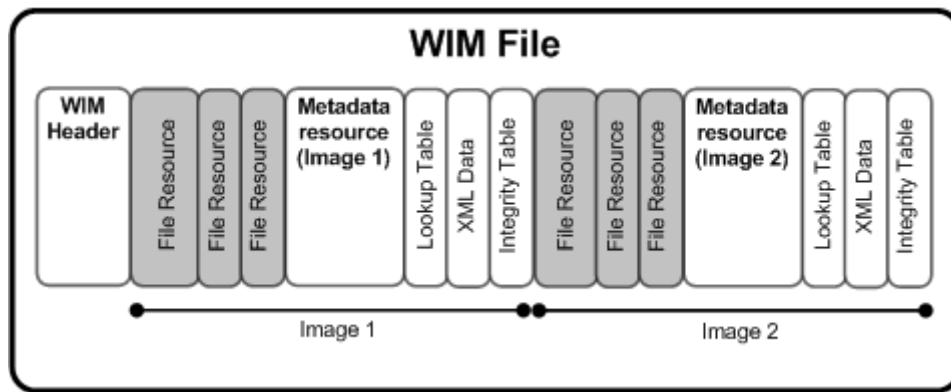 WIM File
WIM
Header
File Resource
File Resource
File Resource
Metadata
resource
(Image 1)
Lookup Table
XML Data
Integrity Table
File Resource
File Resource
File Resource
Metadata
resource
(Image 2)
Lookup Table
XML Data
Integrity Table
Image 1
Image 2